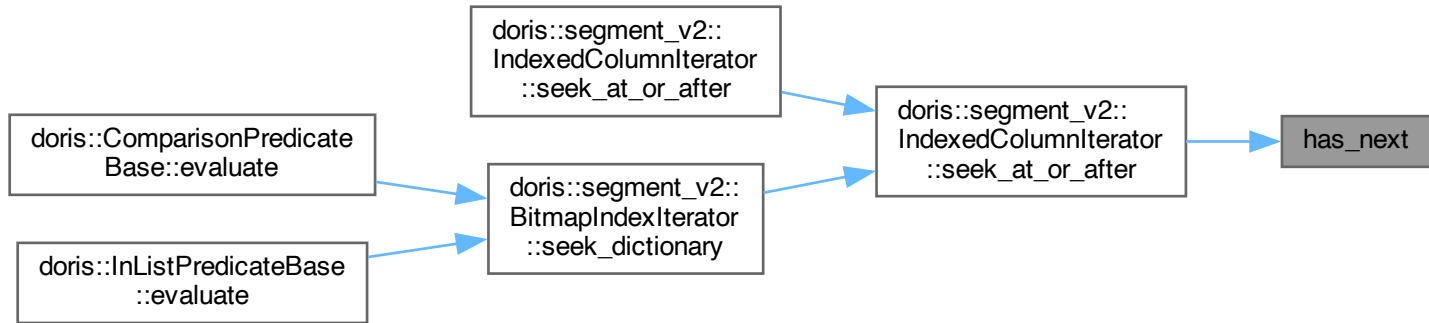 doris::segment_v2::
IndexedColumnIterator
::seek_at_or_after
doris::ComparisonPredicate
Base::evaluate
doris::segment_v2::
BitmapIndexIterator
::seek_dictionary
doris::InListPredicateBase
::evaluate
doris::segment_v2::
IndexedColumnIterator
::seek_at_or_after
has_next